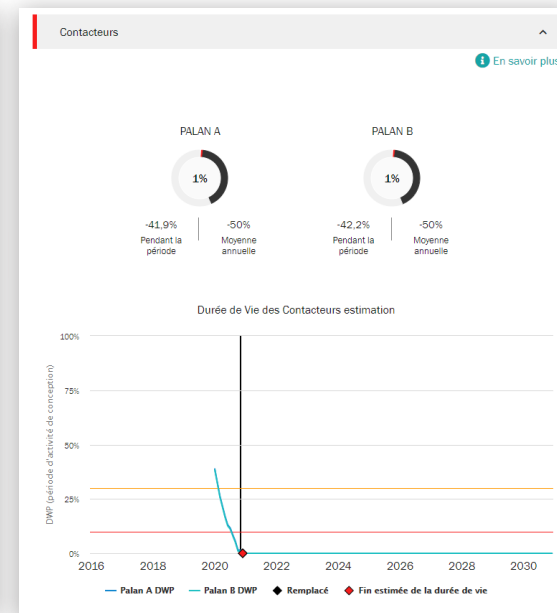 Contacteurs
En savoir plus
PALAN A
PALAN B
1%
1%
-41,9%
-50%
-42,2%
-50%
Pendant la
période
Moyenne
annuelle
Pendant la
période
Moyenne
annuelle
Durée de Vie des Contacteurs estimation
DWP (période d'activité de conception)
100%
75%
50%
25%
0%
2016 2018 2020 2022 2024 2026 2028 2030
Palan A DWP Palan B DWP Remplacé Fin estimée de la durée de vie